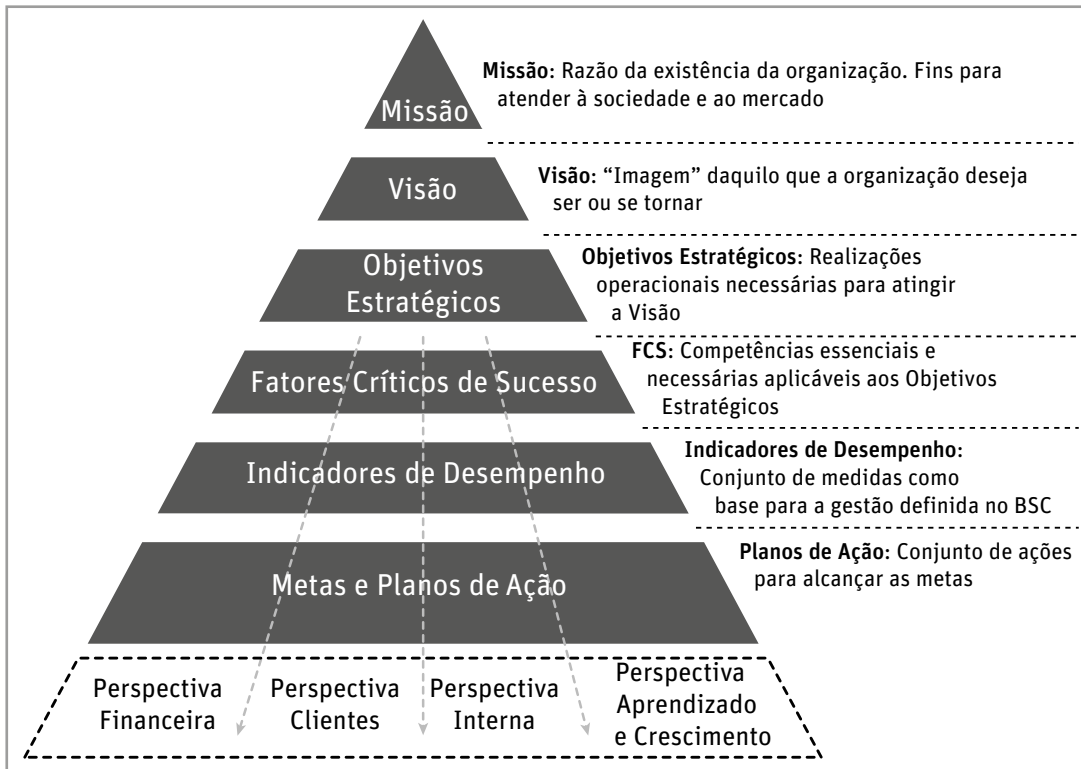 Missão
Missão: Razão da existência da organização. Fins para
atender à sociedade e ao mercado
Visão
Visão: “Imagem” daquilo que a organização deseja
ser ou se tornar
Objetivos
Estratégicos
Objetivos Estratégicos: Realizações
operacionais necessárias para atingir
a Visão
Fatores Críticos de Sucesso
FCS: Competências essenciais e
necessárias aplicáveis aos Objetivos
Estratégicos
Indicadores de Desempenho
Indicadores de Desempenho:
Conjunto de medidas como
base para a gestão definida no BSC
Metas e Planos de Ação
Planos de Ação: Conjunto de ações
para alcançar as metas
Perspectiva
Financeira
Perspectiva
Clientes
Perspectiva
Interna
Perspectiva
Aprendizado
e Crescimento